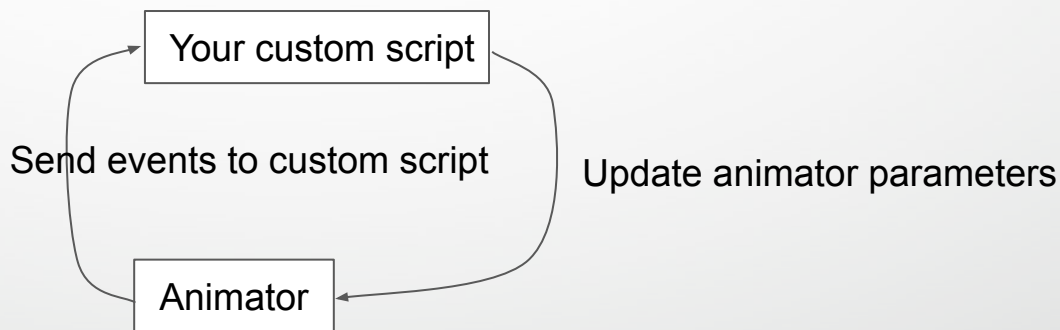 Your custom script
Send events to custom script
Update animator parameters
Animator